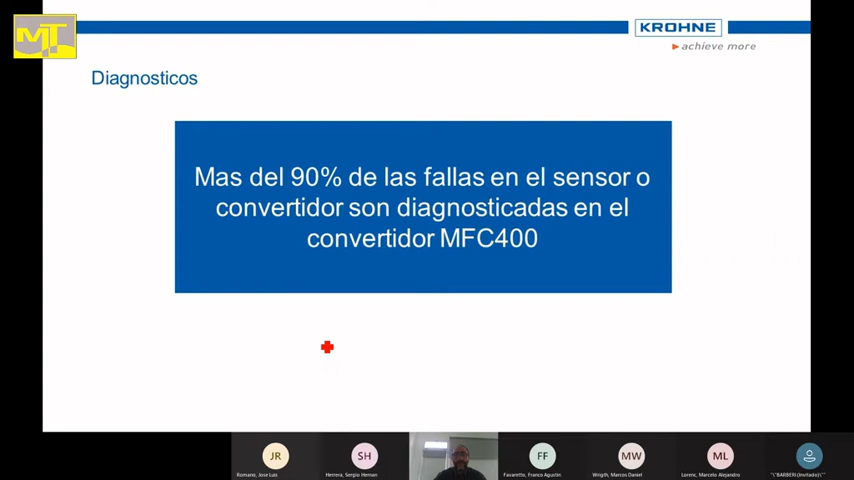 MT
KROHNE
achieve more
Diagnosticos
Mas del 90% de las fallas en el sensor o
convertidor son diagnosticadas en el
convertidor MFC400
JR
SH
FF
MW
ML
Romano, Jose Luis
Herrera, Sergio Hernan
Favaretto, Franco Agustin
Wrigth, Marcos Daniel
Lorenc, Marcelo Alejandro
"\"BARBERI (Invitado)\""